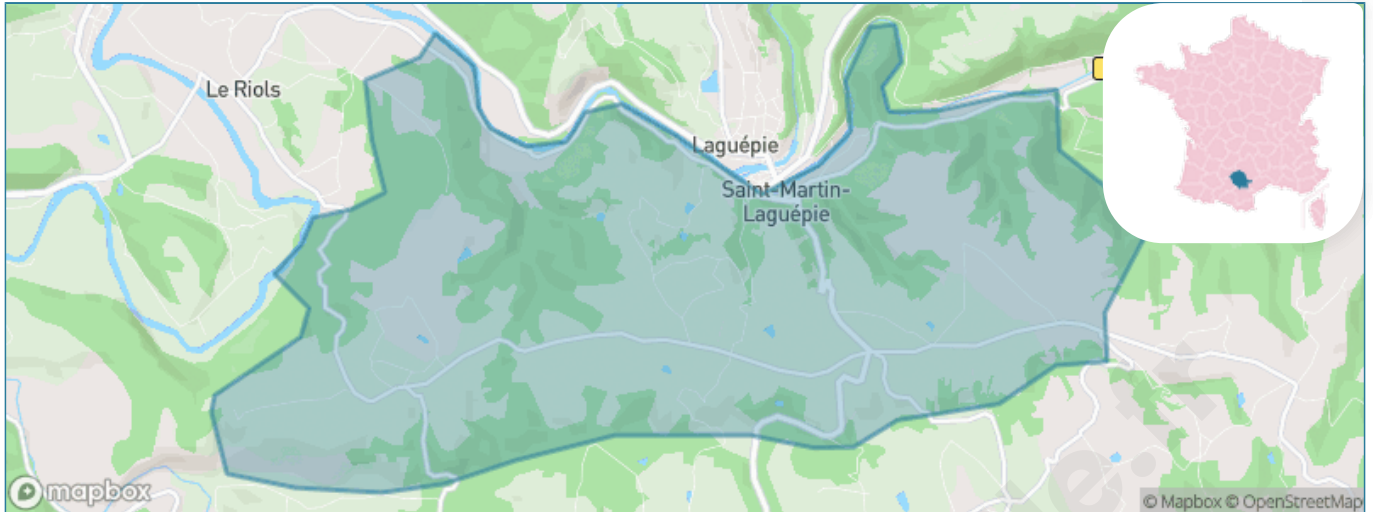 Le Riols
Laguépie
Saint-Martin-
Laguépie
mapbox
© Mapbox © OpenStreetMap